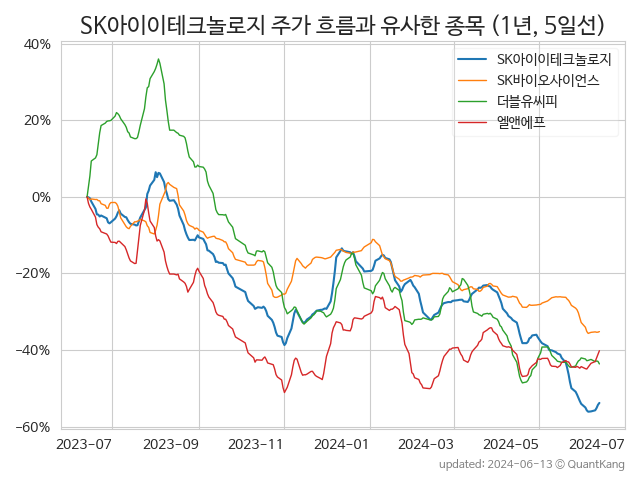 SK아이이테크놀로지 주가 흐름과 유사한 종목 (1년, 5일선)
40%
20%
0%
−20%
−40%
−60%
SK아이이테크놀로지
SK바이오사이언스
더블유씨피
엘앤에프
2023-07
2023-09
2023-11
2024-01
2024-03
2024-05
2024-07
updated: 2024-06-13 © QuantKang